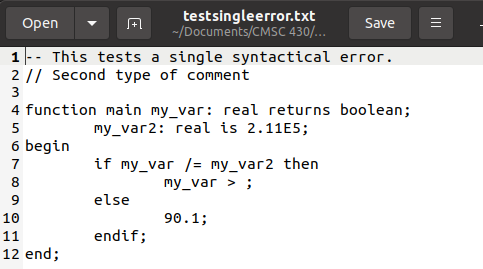 Open
testsingleerror.txt
~/Documents/CMSC 430/...
Save
1 -- This tests a single syntactical error.
2 // Second type of comment
3
4 function main my_var: real returns boolean;
5         my_var2: real is 2.11E5;
6 begin
7         if my_var /= my_var2 then
8                 my_var > ;
9         else
10                 90.1;
11         endif;
12 end;